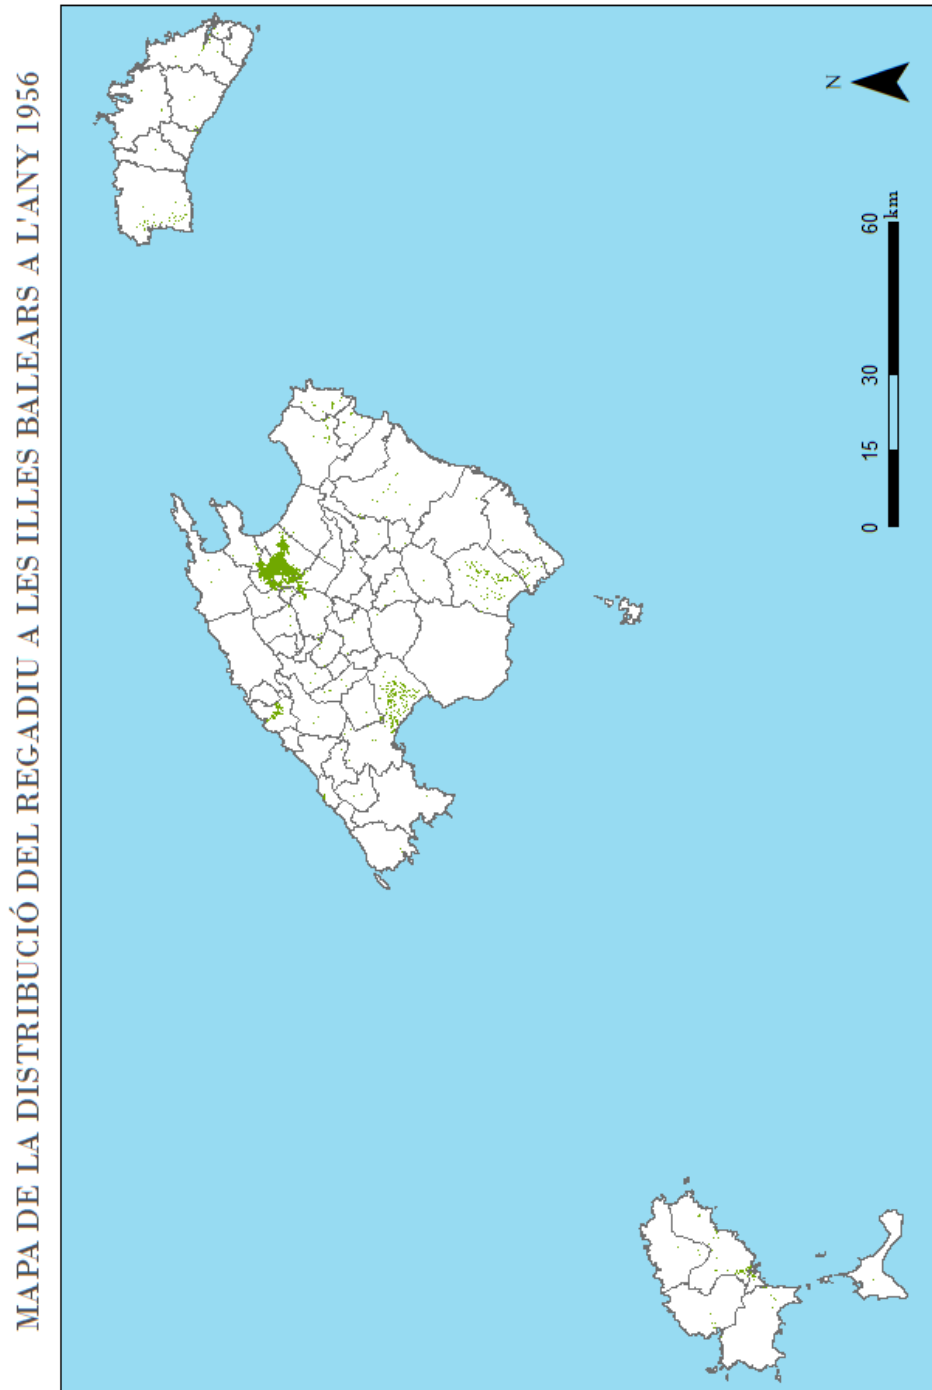 MAPA DE LA DISTRIBUCIÓ DEL REGADIU A LES ILLES BALEARS A L'ANY 1956
N
0 15 30 60
km